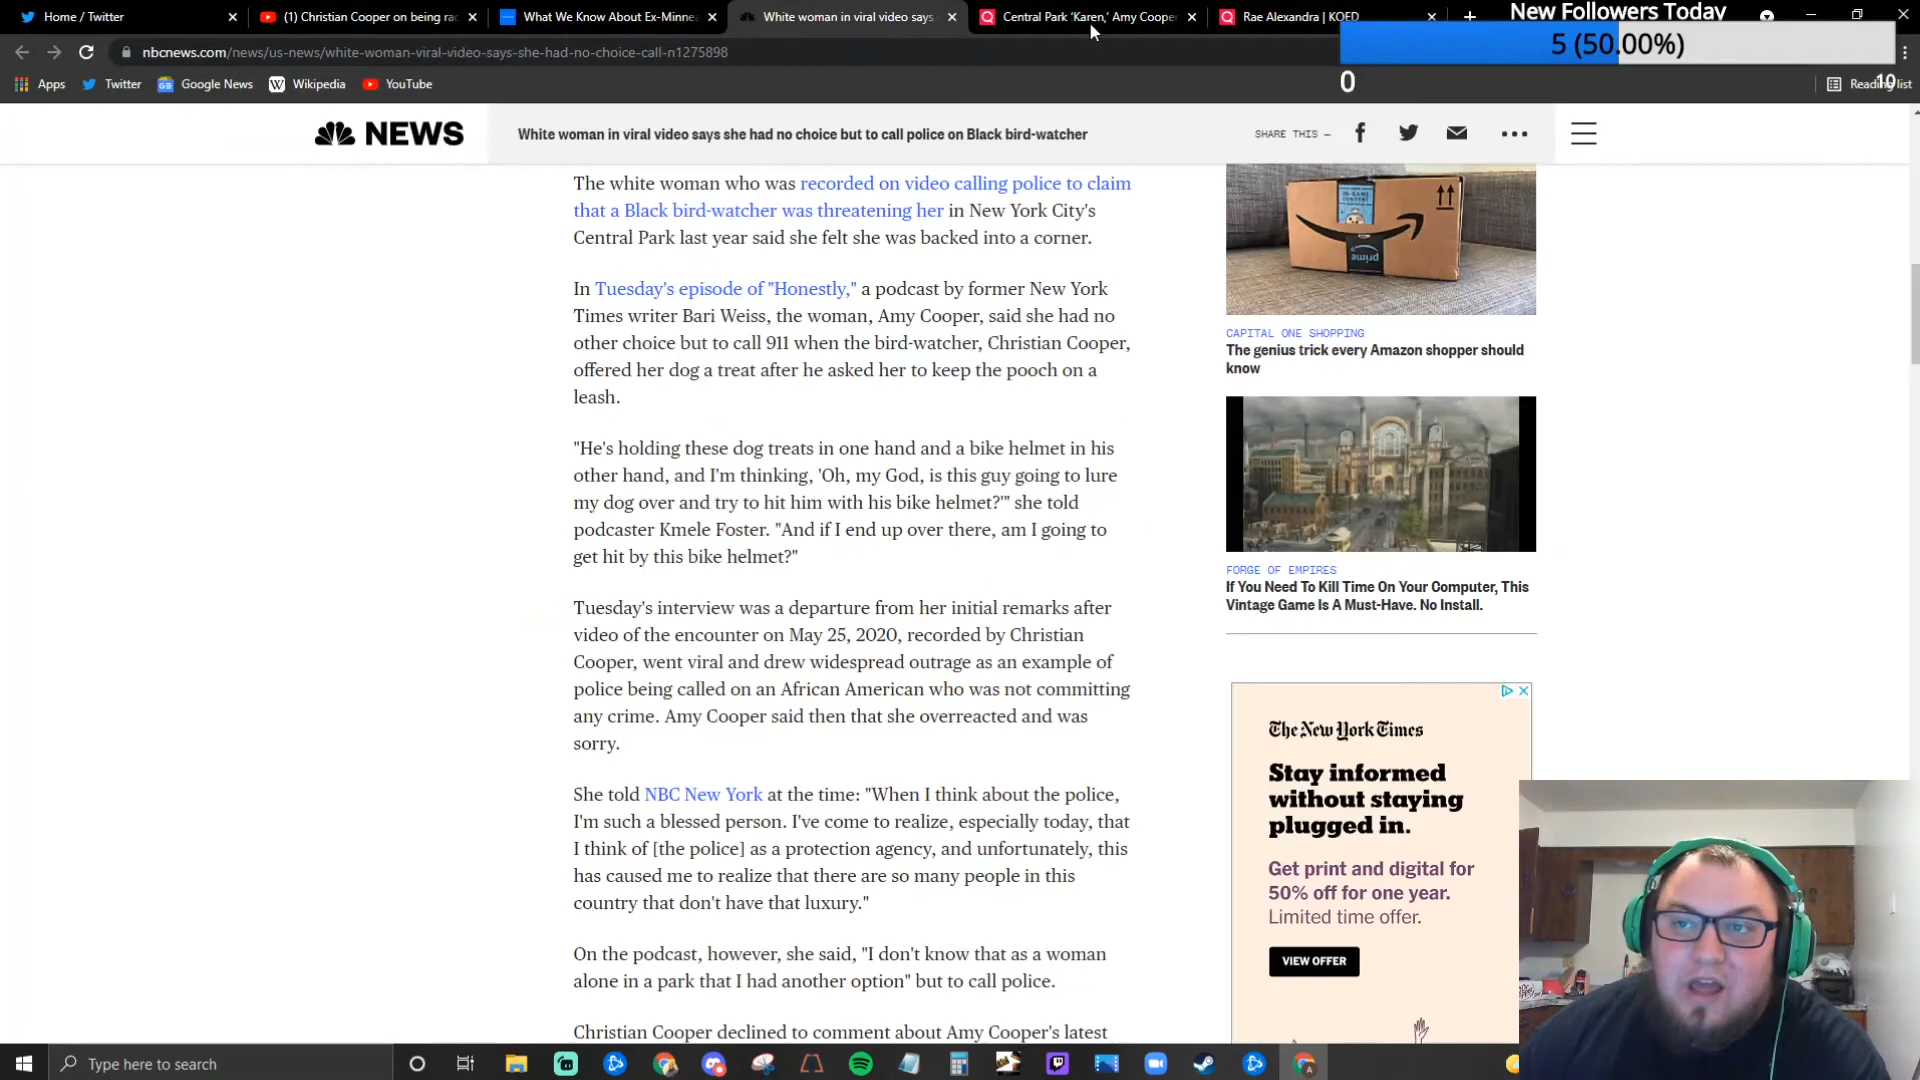 Home / Twitter
(1) Christian Cooper on being rac
What We Know About Ex-Minne
White woman in viral video says
Central Park 'Karen,' Amy Cooper
Rae Alexandra | KQED
New Followers Today
nbcnews.com/news/us-news/white-woman-viral-video-says-she-had-no-choice-call-n1275898
5 (50.00%)
0
10
Apps
Twitter
Google News
Wikipedia
YouTube
Reading list
NEWS
White woman in viral video says she had no choice but to call police on Black bird-watcher
SHARE THIS –
The white woman who was recorded on video calling police to claim
that a Black bird-watcher was threatening her in New York City's
Central Park last year said she felt she was backed into a corner.
In Tuesday's episode of "Honestly," a podcast by former New York
Times writer Bari Weiss, the woman, Amy Cooper, said she had no
other choice but to call 911 when the bird-watcher, Christian Cooper,
offered her dog a treat after he asked her to keep the pooch on a
leash.
"He's holding these dog treats in one hand and a bike helmet in his
other hand, and I'm thinking, 'Oh, my God, is this guy going to lure
my dog over and try to hit him with his bike helmet?'" she told
podcaster Kmele Foster. "And if I end up over there, am I going to
get hit by this bike helmet?"
Tuesday's interview was a departure from her initial remarks after
video of the encounter on May 25, 2020, recorded by Christian
Cooper, went viral and drew widespread outrage as an example of
police being called on an African American who was not committing
any crime. Amy Cooper said then that she overreacted and was
sorry.
She told NBC New York at the time: "When I think about the police,
I'm such a blessed person. I've come to realize, especially today, that
I think of [the police] as a protection agency, and unfortunately, this
has caused me to realize that there are so many people in this
country that don't have that luxury."
On the podcast, however, she said, "I don't know that as a woman
alone in a park that I had another option" but to call police.
Christian Cooper declined to comment about Amy Cooper's latest
prime
CAPITAL ONE SHOPPING
The genius trick every Amazon shopper should
know
FORGE OF EMPIRES
If You Need To Kill Time On Your Computer, This
Vintage Game Is A Must-Have. No Install.
The New York Times
Stay informed
without staying
plugged in.
Get print and digital for
50% off for one year.
Limited time offer.
VIEW OFFER
Type here to search